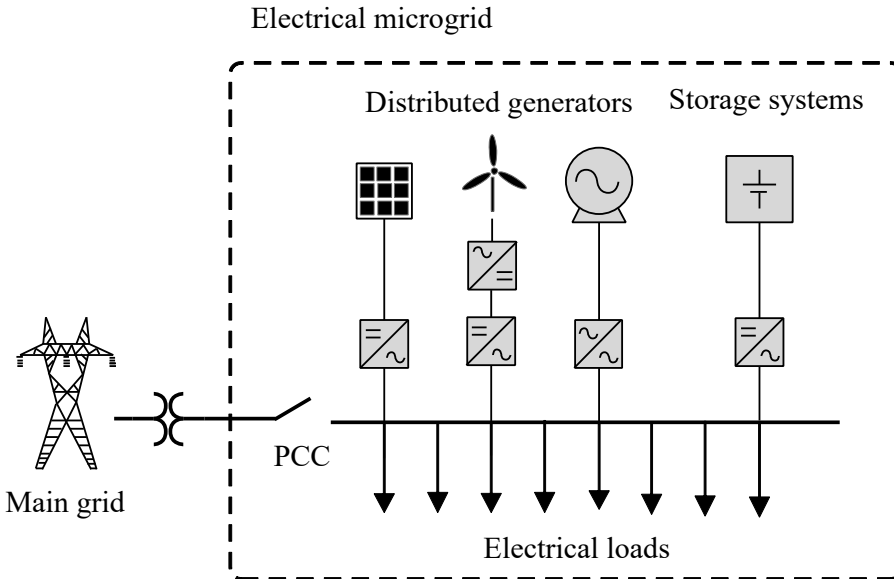 Electrical microgrid
Distributed generators
Storage systems
PCC
Main grid
Electrical loads